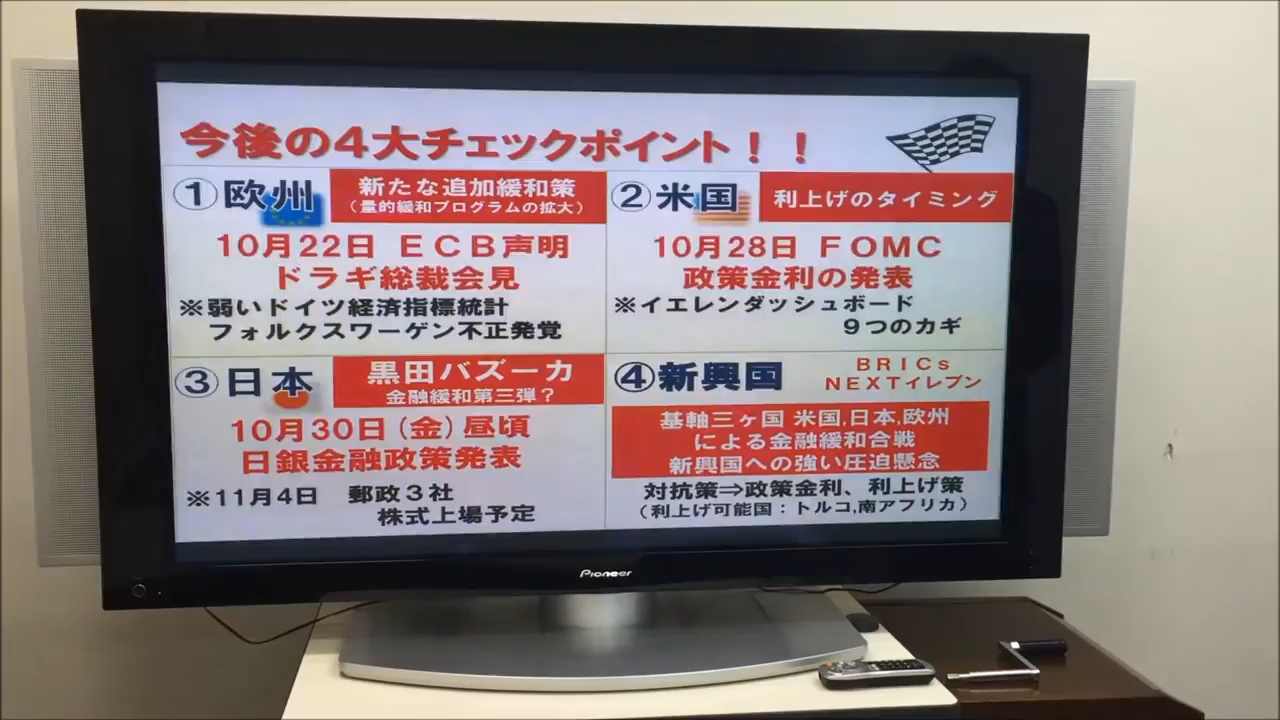 今後の4大チェックポイント！！
①欧州
新たな追加緩和策
（量的緩和プログラムの拡大）
10月22日 ECB声明
ドラギ総裁会見
※弱いドイツ経済指標統計
フォルクスワーゲン不正発覚
②米国
利上げのタイミング
10月28日 FOMC
政策金利の発表
※イエレンダッシュボード
9つのカギ
③日本
黒田バズーカ
金融緩和第三弾？
10月30日（金）昼頃
日銀金融政策発表
※11月4日 郵政3社
株式上場予定
④新興国
BRICs
NEXTイレブン
基軸三ヶ国 米国,日本,欧州
による金融緩和合戦
新興国への強い圧迫懸念
対抗策⇒政策金利、利上げ策
（利上げ可能国：トルコ,南アフリカ）
Pioneer